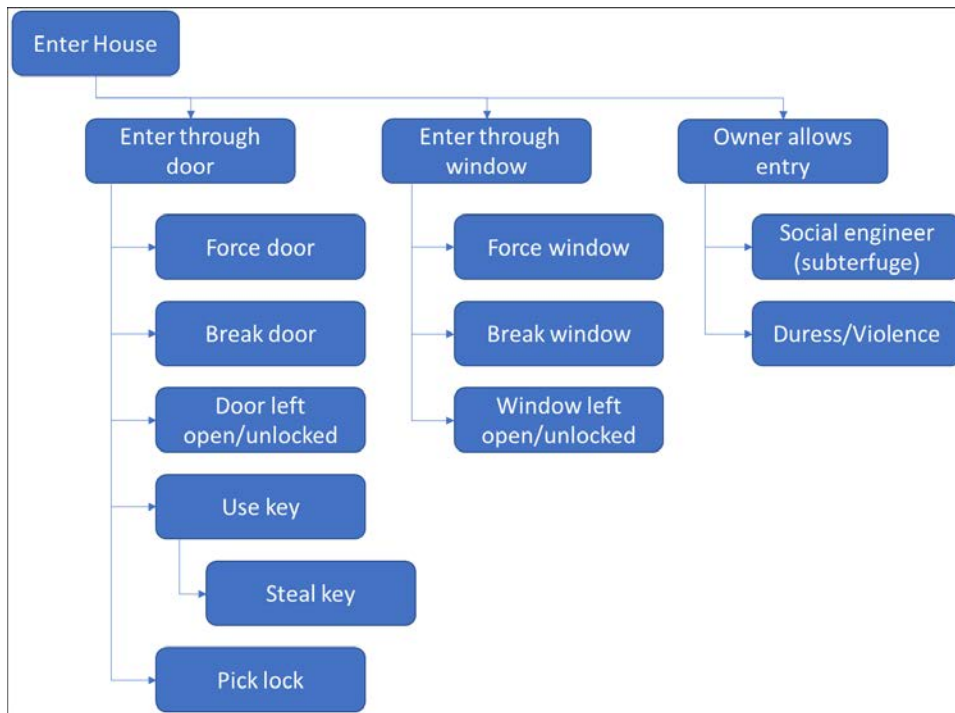 Enter House
Enter through
door
Enter through
window
Owner allows
entry
Force door
Force window
Social engineer
(subterfuge)
Break door
Break window
Duress/Violence
Door left
open/unlocked
Window left
open/unlocked
Use key
Steal key
Pick lock